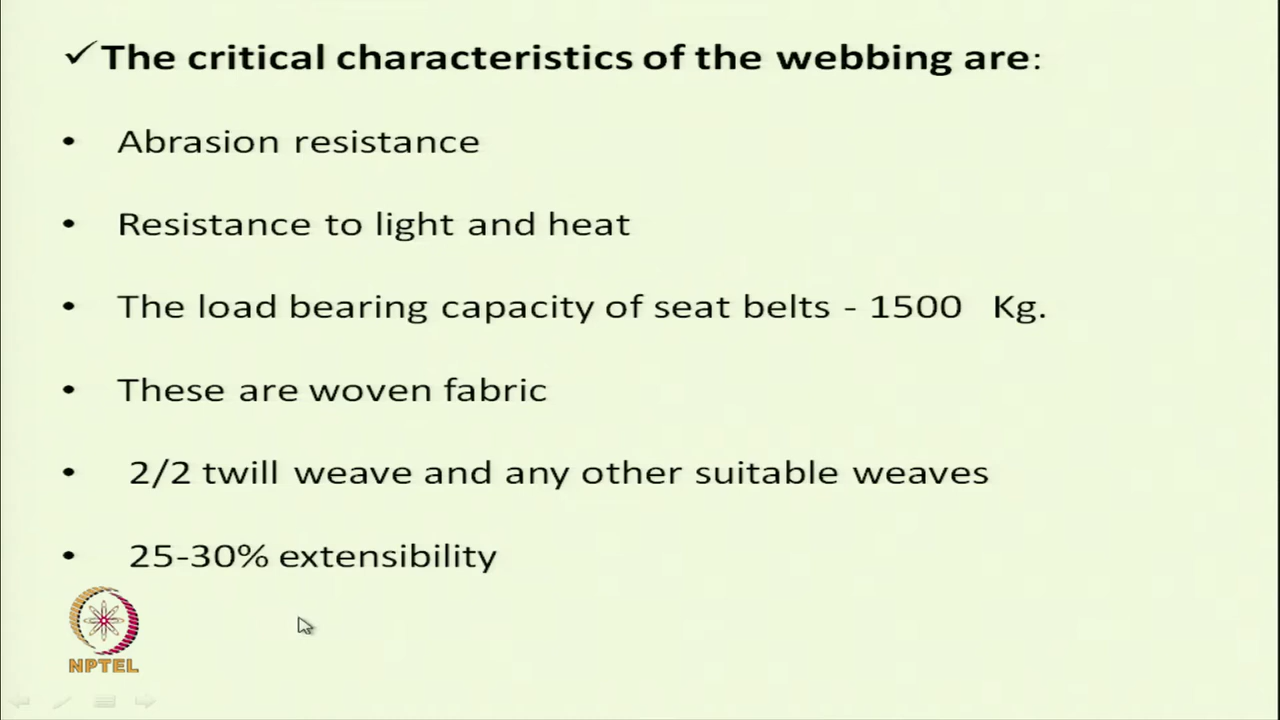 ✓The critical characteristics of the webbing are:
• Abrasion resistance
• Resistance to light and heat
• The load bearing capacity of seat belts - 1500 Kg.
• These are woven fabric
• 2/2 twill weave and any other suitable weaves
• 25-30% extensibility
NPTEL